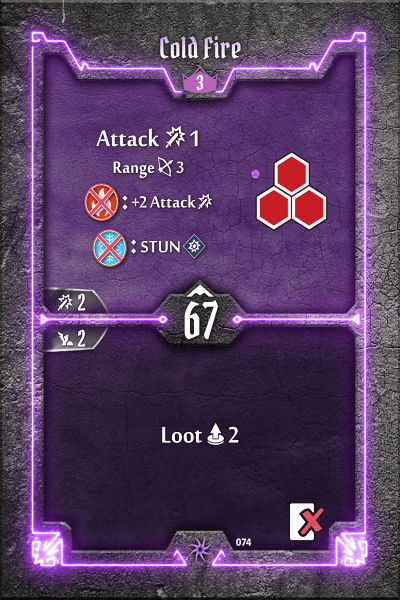 Cold Fire
3
Attack 1
Range 3
: +2 Attack
: STUN
2
67
2
Loot 2
074